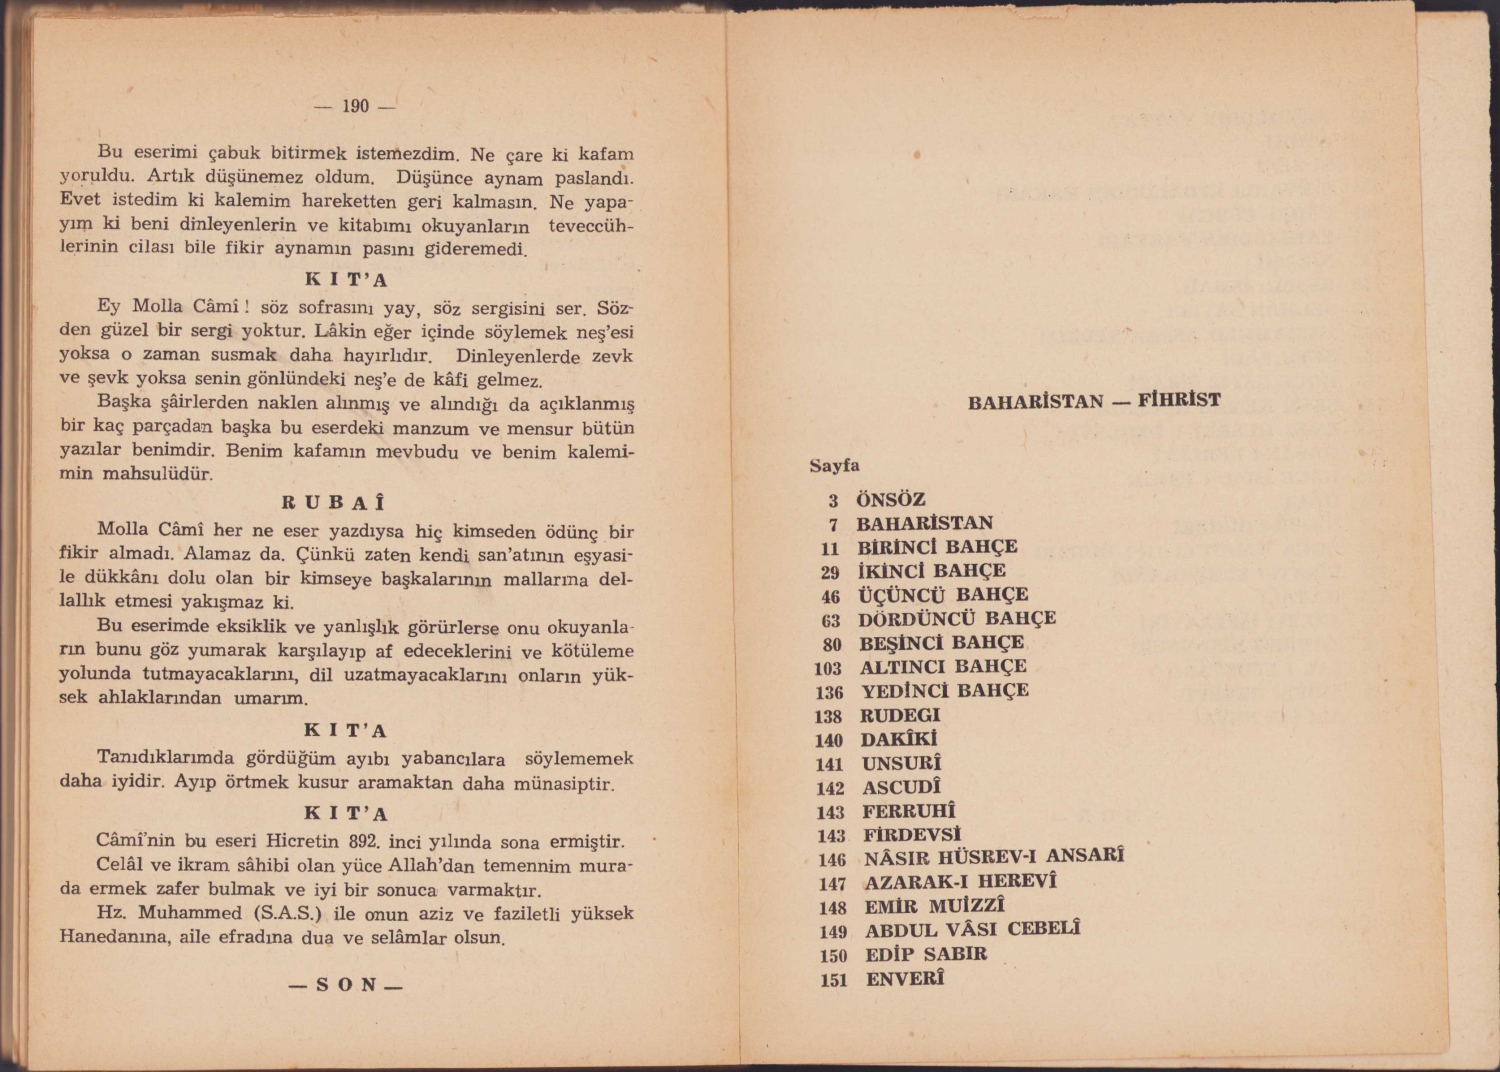 — 190 —
Bu eserimi çabuk bitirmek istemezdim. Ne çare ki kafam
yoruldu. Artık düşünemez oldum. Düşünce aynam paslandı.
Evet istedim ki kalemim hareketten geri kalmasın. Ne yapa-
yım ki beni dinleyenlerin ve kitabımı okuyanların teveccüh-
lerinin cilası bile fikir aynamın pasını gideremedi.
K I T'A
Ey Molla Câmî! söz sofrasını yay, söz sergisini ser. Söz-
den güzel bir sergi yoktur. Lâkin eğer içinde söylemek neş'esi
yoksa o zaman susmak daha hayırlıdır. Dinleyenlerde zevk
ve şevk yoksa senin gönlündeki neş'e de kâfi gelmez.
Başka şâirlerden naklen alınmış ve alındığı da açıklanmış
bir kaç parçadan başka bu eserdeki manzum ve mensur bütün
yazılar benimdir. Benim kafamın mevbudu ve benim kalemi-
min mahsulüdür.
R U B A Î
Molla Câmî her ne eser yazdıysa hiç kimseden ödünç bir
fikir almadı. Alamaz da. Çünkü zaten kendi san'atının eşyasi-
le dükkânı dolu olan bir kimseye başkalarının mallarına del-
lallık etmesi yakışmaz ki.
Bu eserimde eksiklik ve yanlışlık görürlerse onu okuyanla-
rın bunu göz yumarak karşılayıp af edeceklerini ve kötüleme
yolunda tutmayacaklarını, dil uzatmayacaklarını onların yük-
sek ahlaklarından umarım.
K I T'A
Tanıdıklarımda gördüğüm ayıbı yabancılara söylememek
daha iyidir. Ayıp örtmek kusur aramaktan daha münasiptir.
K I T'A
Câmî'nin bu eseri Hicretin 892. inci yılında sona ermiştir.
Celâl ve ikram sâhibi olan yüce Allah'dan temennim mura-
da ermek zafer bulmak ve iyi bir sonuca varmaktır.
Hz. Muhammed (S.A.S.) ile onun aziz ve faziletli yüksek
Hanedanına, aile efradına dua ve selâmlar olsun.
— S O N —
BAHARİSTAN — FİHRİST
Sayfa
3 ÖNSÖZ
7 BAHARİSTAN
11 BİRİNCİ BAHÇE
29 İKİNCİ BAHÇE
46 ÜÇÜNCÜ BAHÇE
63 DÖRDÜNCÜ BAHÇE
80 BEŞİNCİ BAHÇE
103 ALTINCI BAHÇE
136 YEDİNCİ BAHÇE
138 RUDEGI
140 DAKÎKİ
141 UNSURÎ
142 ASCUDÎ
143 FERRUHÎ
143 FİRDEVSİ
146 NÂSIR HÜSREV-I ANSARÎ
147 AZARAK-I HEREVÎ
148 EMİR MUİZZÎ
149 ABDUL VÂSI CEBELÎ
150 EDİP SABIR
151 ENVERÎ